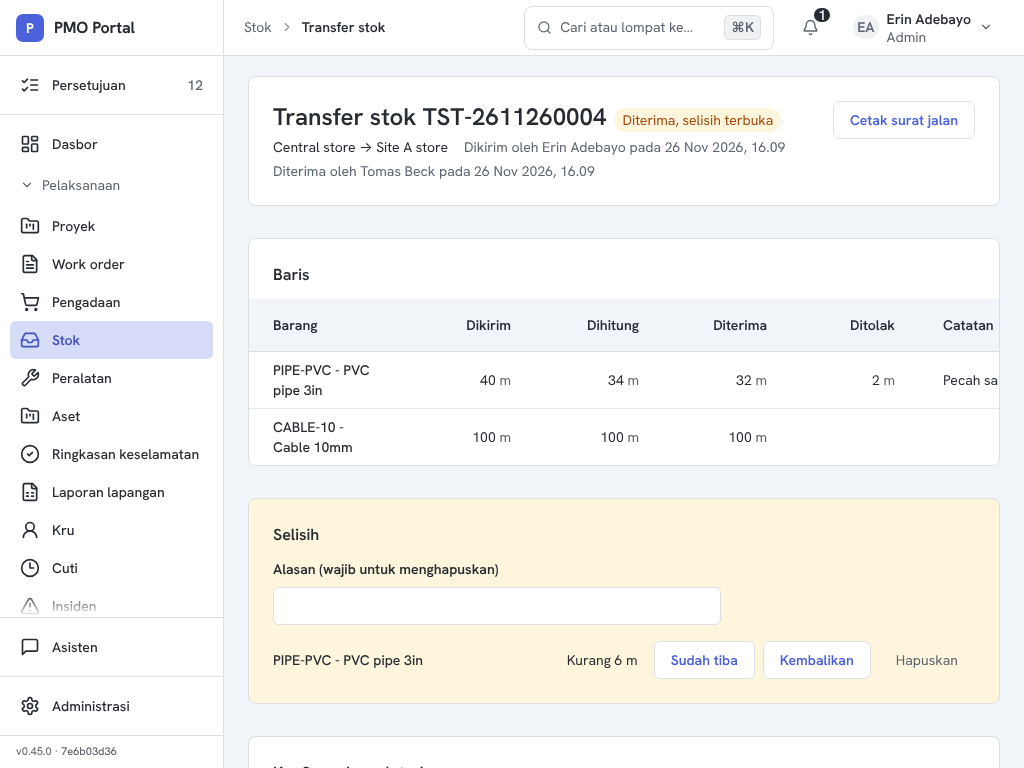 P PMO Portal
Stok > Transfer stok
Cari atau lompat ke...
⌘K
1
EA
Erin Adebayo
Admin
Persetujuan 12
Dasbor
Pelaksanaan
Proyek
Work order
Pengadaan
Stok
Peralatan
Aset
Ringkasan keselamatan
Laporan lapangan
Kru
Cuti
Insiden
Asisten
Administrasi
v0.45.0 · 7e6b03d36
Transfer stok TST-2611260004 Diterima, selisih terbuka
Cetak surat jalan
Central store → Site A store Dikirim oleh Erin Adebayo pada 26 Nov 2026, 16.09
Diterima oleh Tomas Beck pada 26 Nov 2026, 16.09
Baris
Barang Dikirim Dihitung Diterima Ditolak Catatan
PIPE-PVC - PVC pipe 3in 40 m 34 m 32 m 2 m Pecah sa
CABLE-10 - Cable 10mm 100 m 100 m 100 m
Selisih
Alasan (wajib untuk menghapuskan)
PIPE-PVC - PVC pipe 3in Kurang 6 m Sudah tiba Kembalikan Hapuskan